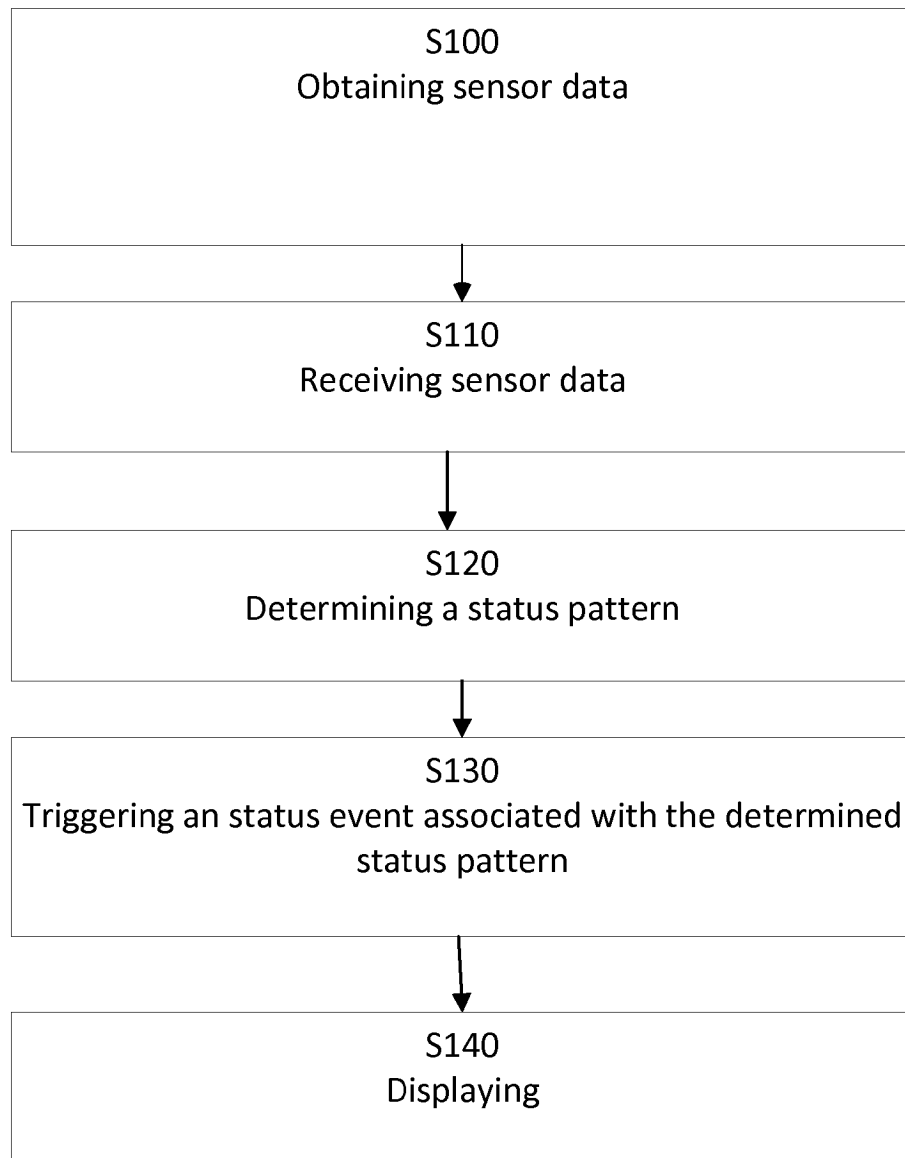 S100
Obtaining sensor data
S110
Receiving sensor data
S120
Determining a status pattern
S130
Triggering an status event associated with the determined
status pattern
S140
Displaying